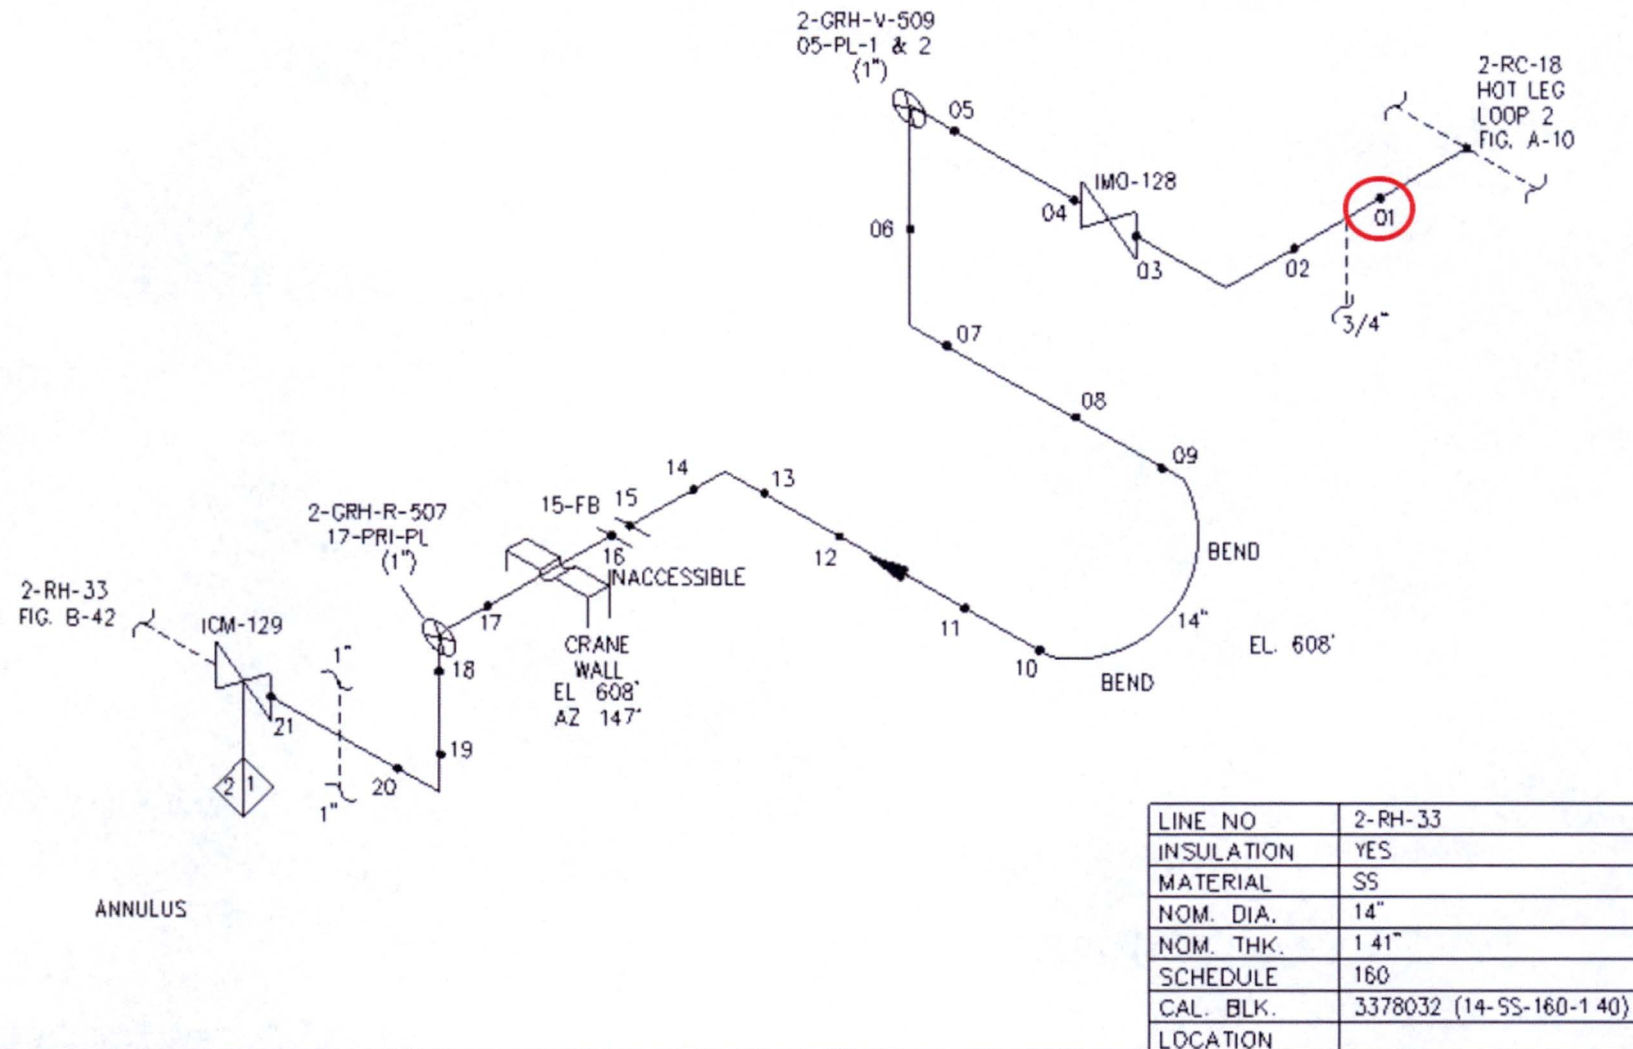 2-GRH-V-509
05-PL-1 & 2
(1")
05
2-RC-18
HOT LEG
LOOP 2
FIG. A-10
IMO-128
04
03
02
01
3/4"
06
07
08
09
BEND
14"
EL. 608'
BEND
10
11
12
13
14
15
15-FB
16
INACCESSIBLE
2-GRH-R-507
17-PRI-PL
(1")
17
CRANE
WALL
EL 608'
AZ 147'
18
19
20
21
1"
1"
2-RH-33
FIG. B-42
ICM-129
2 1
ANNULUS
LINE NO 2-RH-33
INSULATION YES
MATERIAL SS
NOM. DIA. 14"
NOM. THK. 1 41"
SCHEDULE 160
CAL. BLK. 3378032 (14-SS-160-1 40)
LOCATION